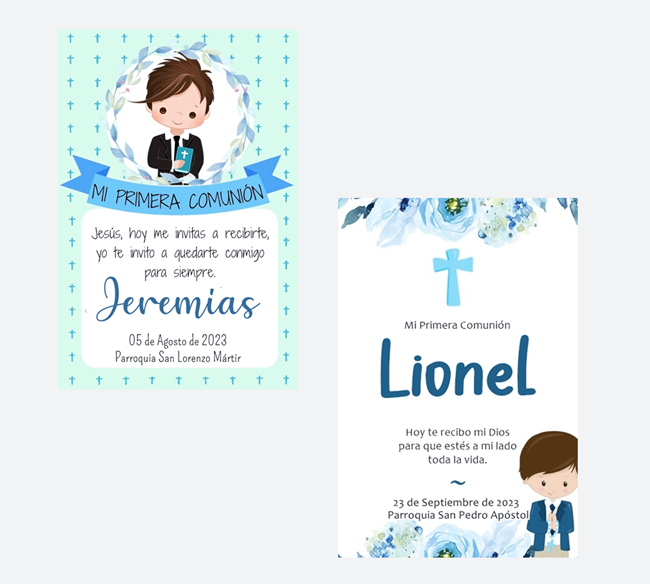 MI PRIMERA COMUNIÓN
Jesús, hoy me invitas a recibirte,
yo te invito a quedarte conmigo
para siempre.
Jeremías
05 de Agosto de 2023
Parroquia San Lorenzo Mártir
Mi Primera Comunión
Lionel
Hoy te recibo mi Dios
para que estés a mi lado
toda la vida.
~
23 de Septiembre de 2023
Parroquia San Pedro Apóstol